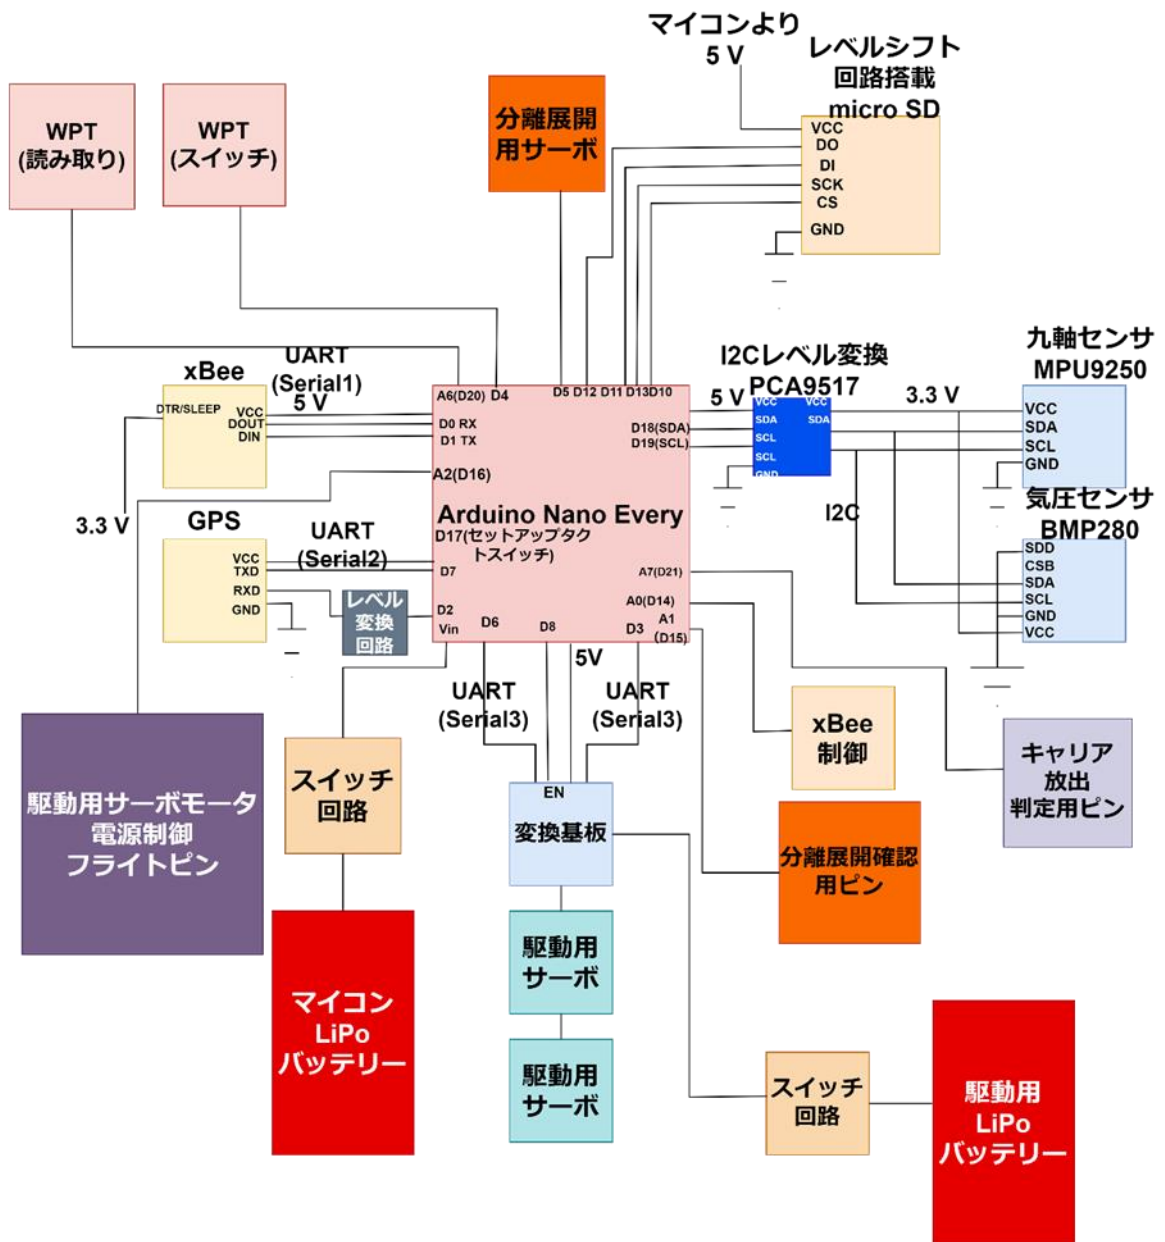 マイコンより
5 V
レベルシフト
回路搭載
micro SD
VCC
DO
DI
SCK
CS
GND
WPT
(読み取り)
WPT
(スイッチ)
分離展開
用サーボ
xBee
UART
(Serial1)
5 V
DTR/SLEEP
VCC
DOUT
DIN
3.3 V
A6(D20)
D4
D5
D12
D11
D13
D10
D0 RX
D1 TX
A2(D16)
D18(SDA)
D19(SCL)
Arduino Nano Every
D17(セットアップタク
トスイッチ)
D7
D2
Vin
D6
D8
D3
A7(D21)
A0(D14)
A1
(D15)
I2Cレベル変換
PCA9517
5 V
VCC
SDA
SCL
SCL
GND
VCC
SDA
3.3 V
I2C
九軸センサ
MPU9250
VCC
SDA
SCL
GND
気圧センサ
BMP280
SDD
CSB
SDA
SCL
GND
VCC
GPS
UART
(Serial2)
VCC
TXD
RXD
GND
レベル
変換
回路
5V
UART
(Serial3)
UART
(Serial3)
xBee
制御
キャリア
放出
判定用ピン
駆動用サーボモータ
電源制御
フライトピン
スイッチ
回路
EN
変換基板
分離展開確認
用ピン
マイコン
LiPo
バッテリー
駆動用
サーボ
駆動用
サーボ
スイッチ
回路
駆動用
LiPo
バッテリー